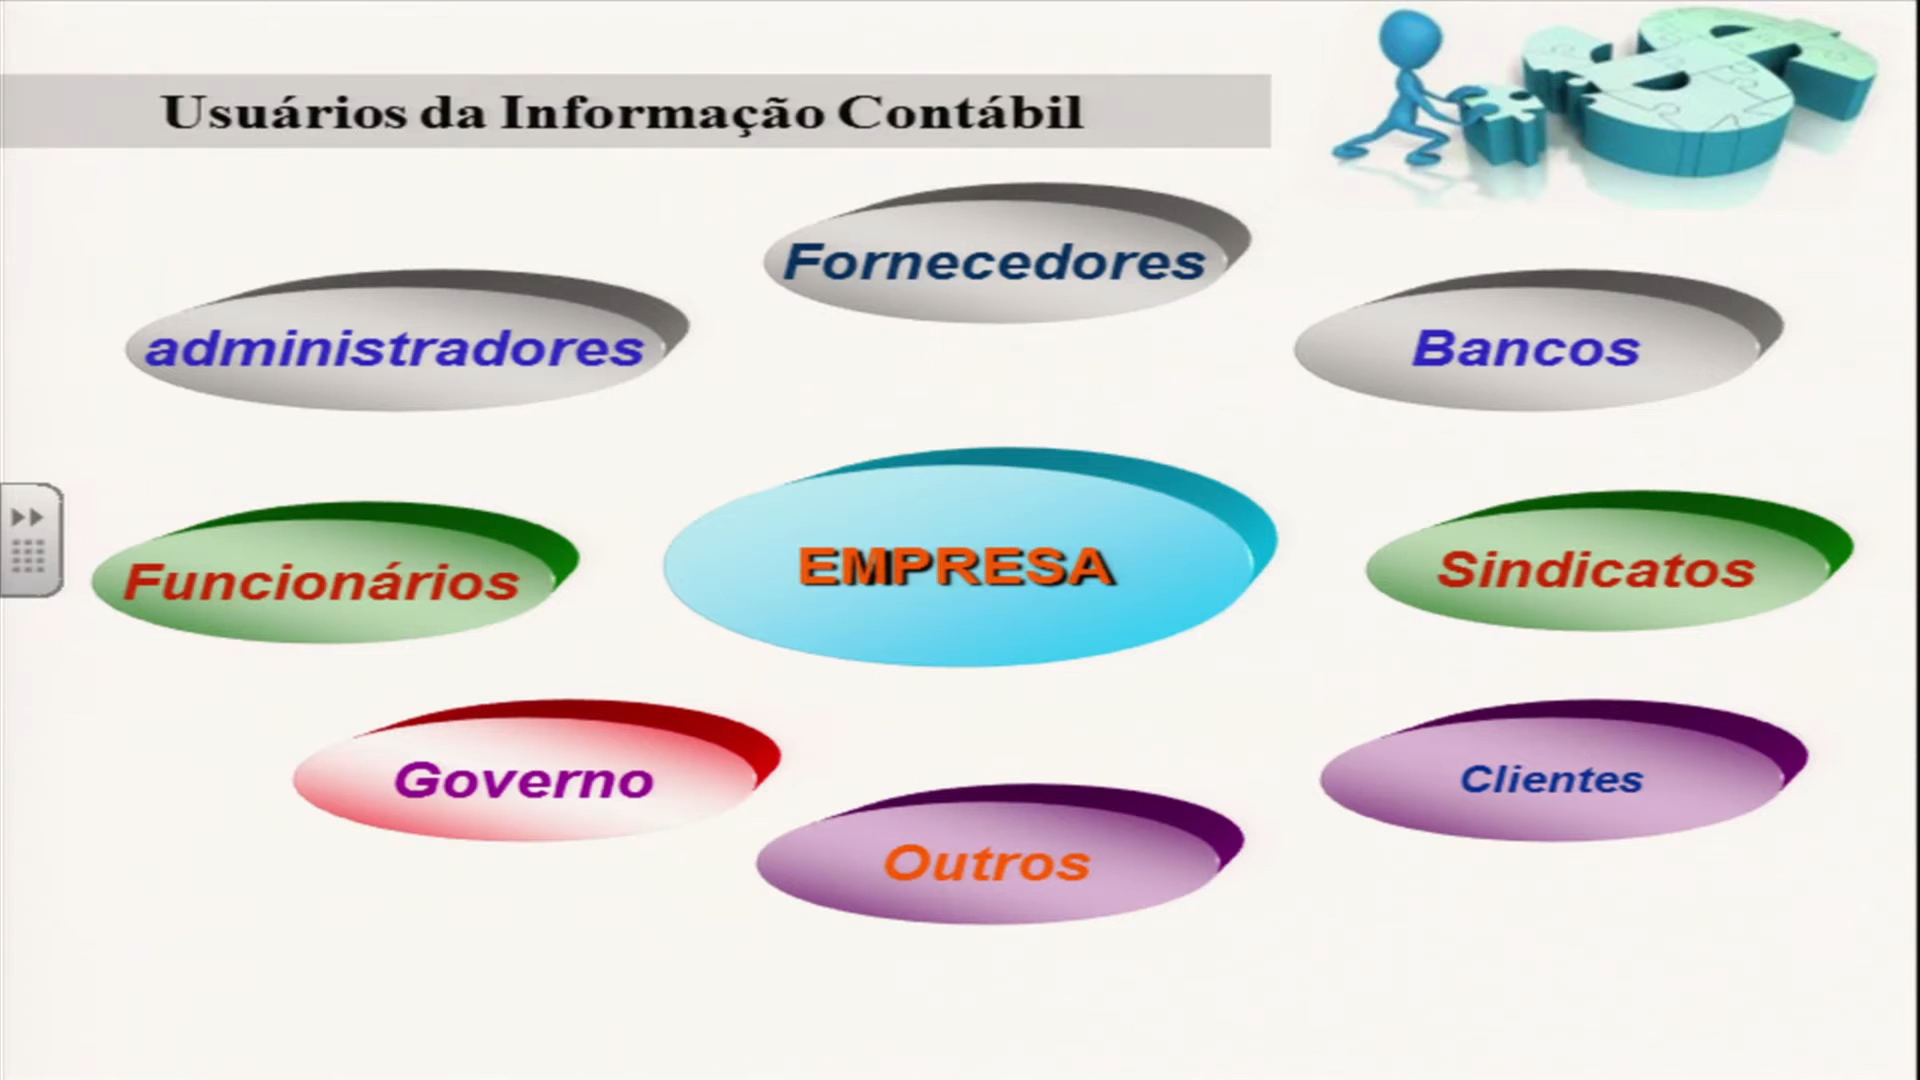 Usuários da Informação Contábil
Fornecedores
administradores
Bancos
EMPRESA
Funcionários
Sindicatos
Governo
Clientes
Outros